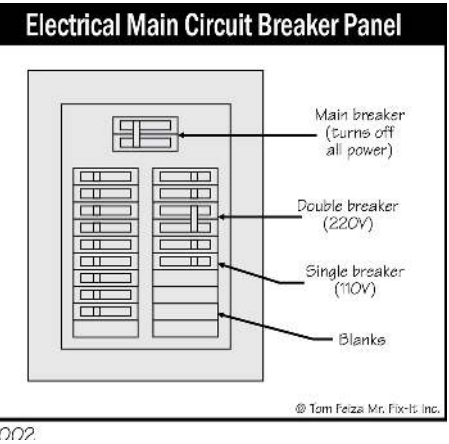 Electrical Main Circuit Breaker Panel
Main breaker
(turns off
all power)
Double breaker
(220V)
Single breaker
(110V)
Blanks
© Tom Feiza Mr. Fix-It Inc.